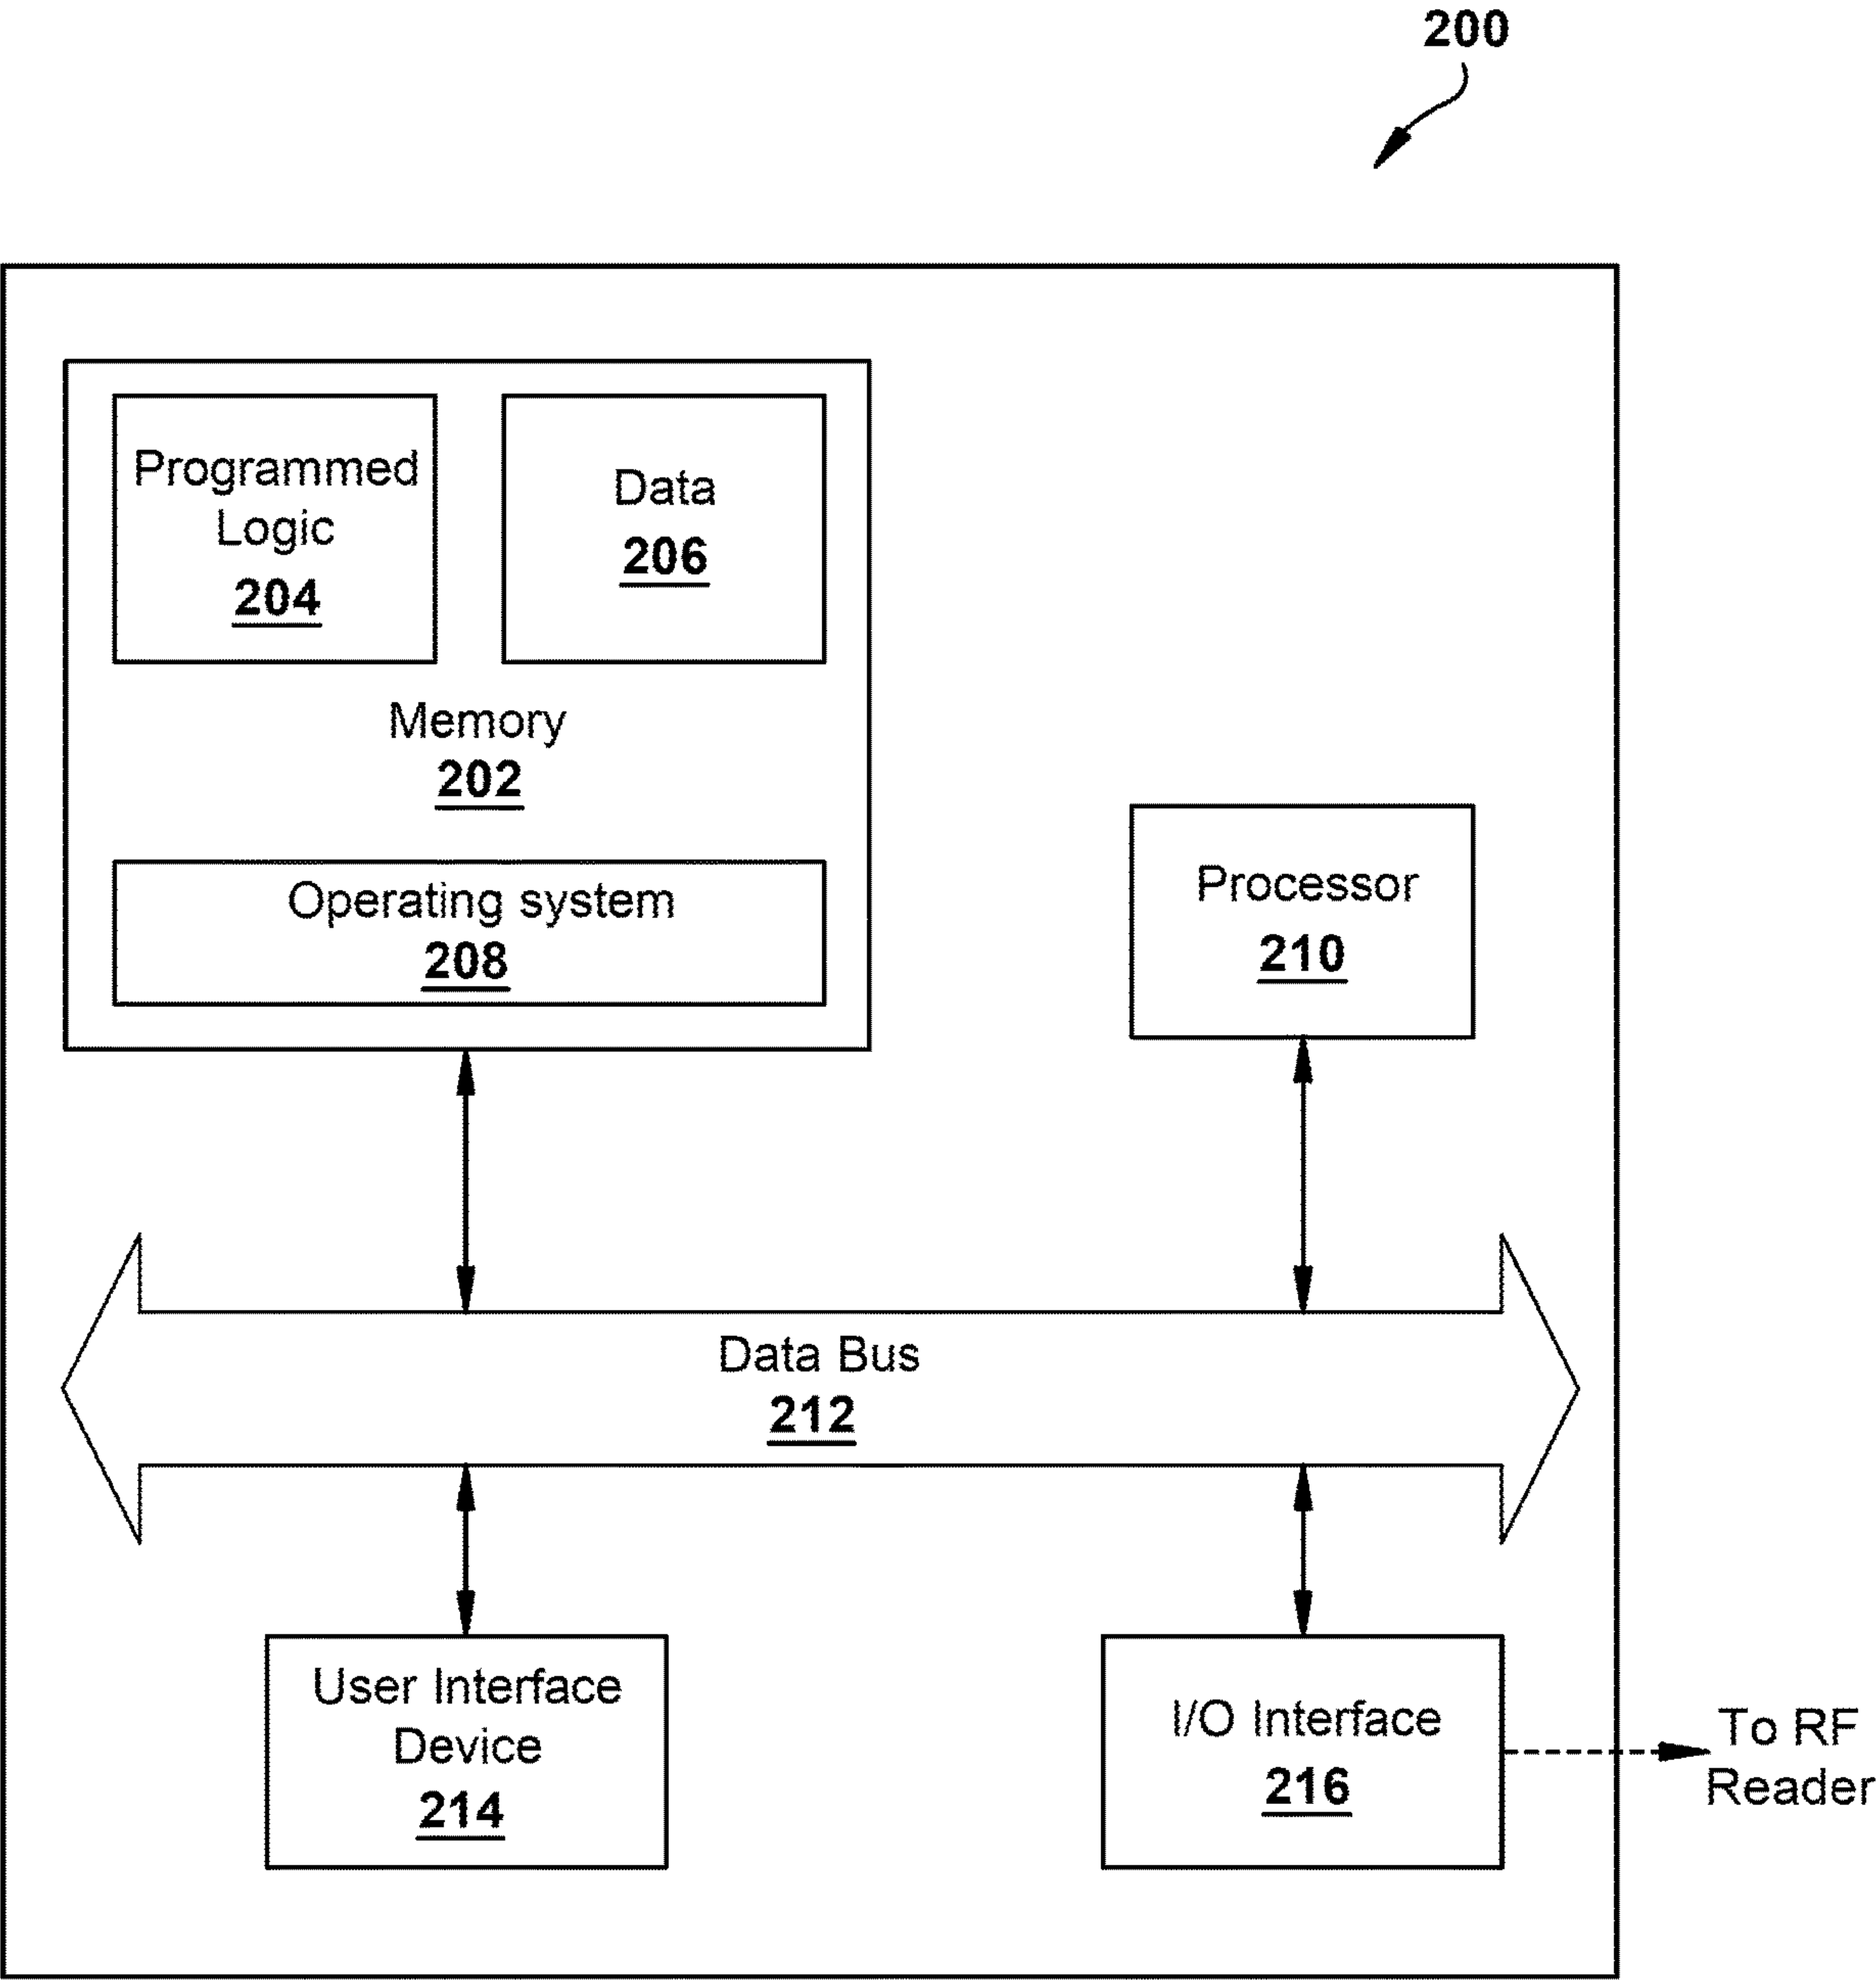 200
Programmed
Logic
204
Data
206
Memory
202
Operating system
208
Processor
210
Data Bus
212
User Interface
Device
214
I/O Interface
216
To RF
Reader